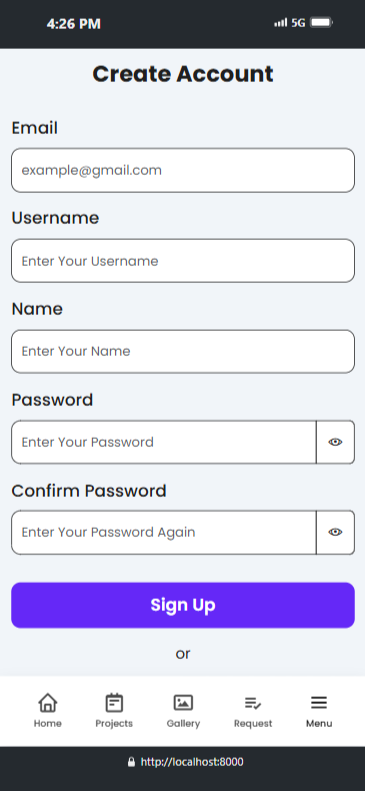 4:26 PM 5G
Create Account
Email
example@gmail.com
Username
Enter Your Username
Name
Enter Your Name
Password
Enter Your Password
Confirm Password
Enter Your Password Again
Sign Up
or
Home Projects Gallery Request Menu
http://localhost:8000